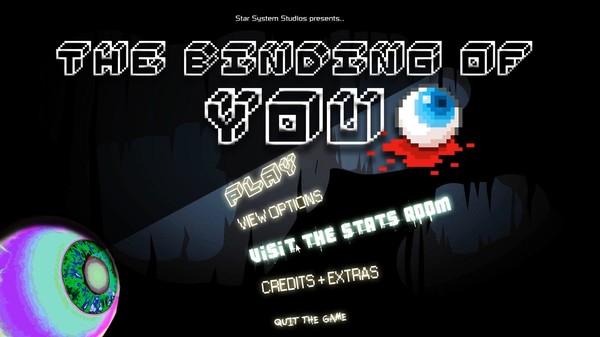 Star System Studios presents...
THE BINDING OF
YOU
PLAY
VIEW OPTIONS
ViSiT THE STATS ROOM
CREDITS + EXTRAS
QUIT THE GAME